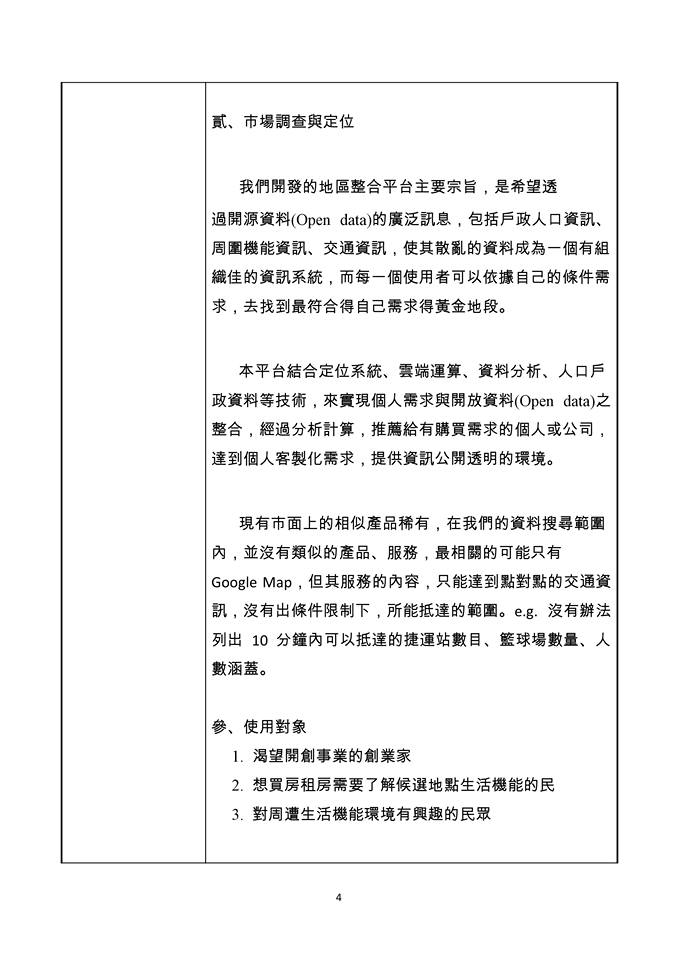 貳、市場調查與定位
我們開發的地區整合平台主要宗旨，是希望透
過開源資料(Open data)的廣泛訊息，包括戶政人口資訊、
周圍機能資訊、交通資訊，使其散亂的資料成為一個有組
織佳的資訊系統，而每一個使用者可以依據自己的條件需
求，去找到最符合得自己需求得黃金地段。
本平台結合定位系統、雲端運算、資料分析、人口戶
政資料等技術，來實現個人需求與開放資料(Open data)之
整合，經過分析計算，推薦給有購買需求的個人或公司，
達到個人客製化需求，提供資訊公開透明的環境。
現有市面上的相似產品稀有，在我們的資料搜尋範圍
內，並沒有類似的產品、服務，最相關的可能只有
Google Map，但其服務的內容，只能達到點對點的交通資
訊，沒有出條件限制下，所能抵達的範圍。e.g. 沒有辦法
列出 10 分鐘內可以抵達的捷運站數目、籃球場數量、人
數涵蓋。
參、使用對象
1. 渴望開創事業的創業家
2. 想買房租房需要了解候選地點生活機能的民
3. 對周遭生活機能環境有興趣的民眾
4